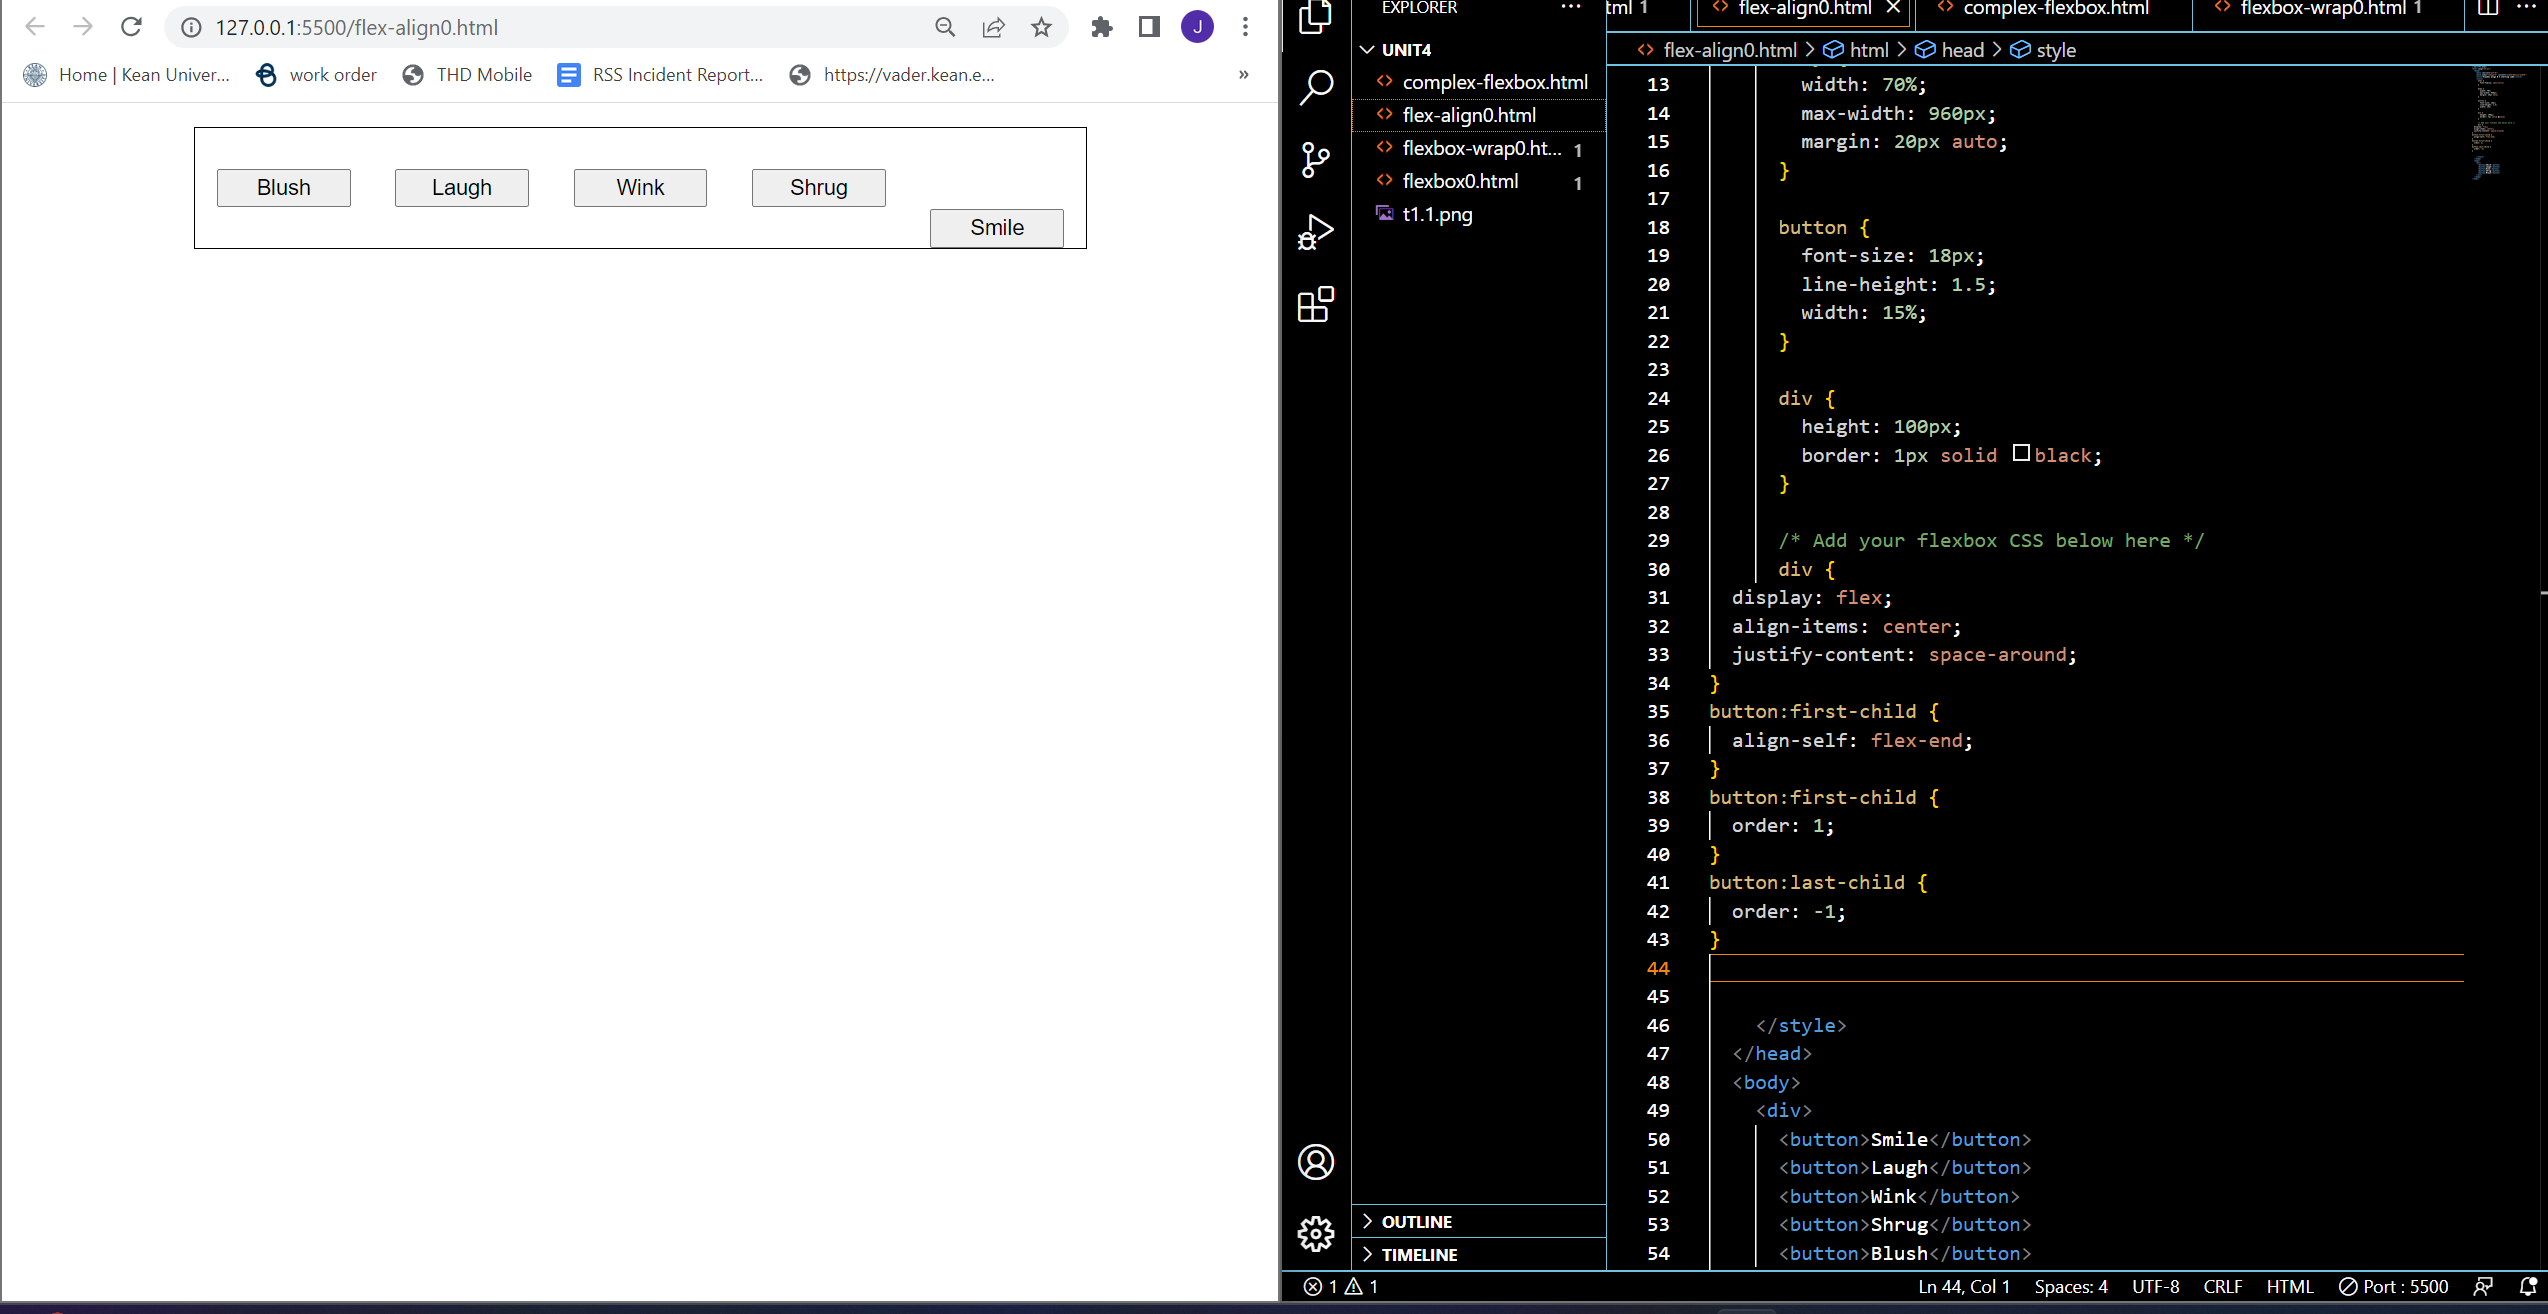 127.0.0.1:5500/flex-align0.html
J
Home | Kean Univer...
work order
THD Mobile
RSS Incident Report...
https://vader.kean.e...
»
Blush
Laugh
Wink
Shrug
Smile
EXPLORER
UNIT4
complex-flexbox.html
flex-align0.html
flexbox-wrap0.ht... 1
flexbox0.html 1
t1.1.png
OUTLINE
TIMELINE
tml 1
flex-align0.html
complex-flexbox.html
flexbox-wrap0.html 1
flex-align0.html > html > head > style
13 width: 70%;
14 max-width: 960px;
15 margin: 20px auto;
16 }
17
18 button {
19 font-size: 18px;
20 line-height: 1.5;
21 width: 15%;
22 }
23
24 div {
25 height: 100px;
26 border: 1px solid black;
27 }
28
29 /* Add your flexbox CSS below here */
30 div {
31 display: flex;
32 align-items: center;
33 justify-content: space-around;
34 }
35 button:first-child {
36 align-self: flex-end;
37 }
38 button:first-child {
39 order: 1;
40 }
41 button:last-child {
42 order: -1;
43 }
44
45
46 </style>
47 </head>
48 <body>
49 <div>
50 <button>Smile</button>
51 <button>Laugh</button>
52 <button>Wink</button>
53 <button>Shrug</button>
54 <button>Blush</button>
1 1
Ln 44, Col 1
Spaces: 4
UTF-8
CRLF
HTML
Port : 5500